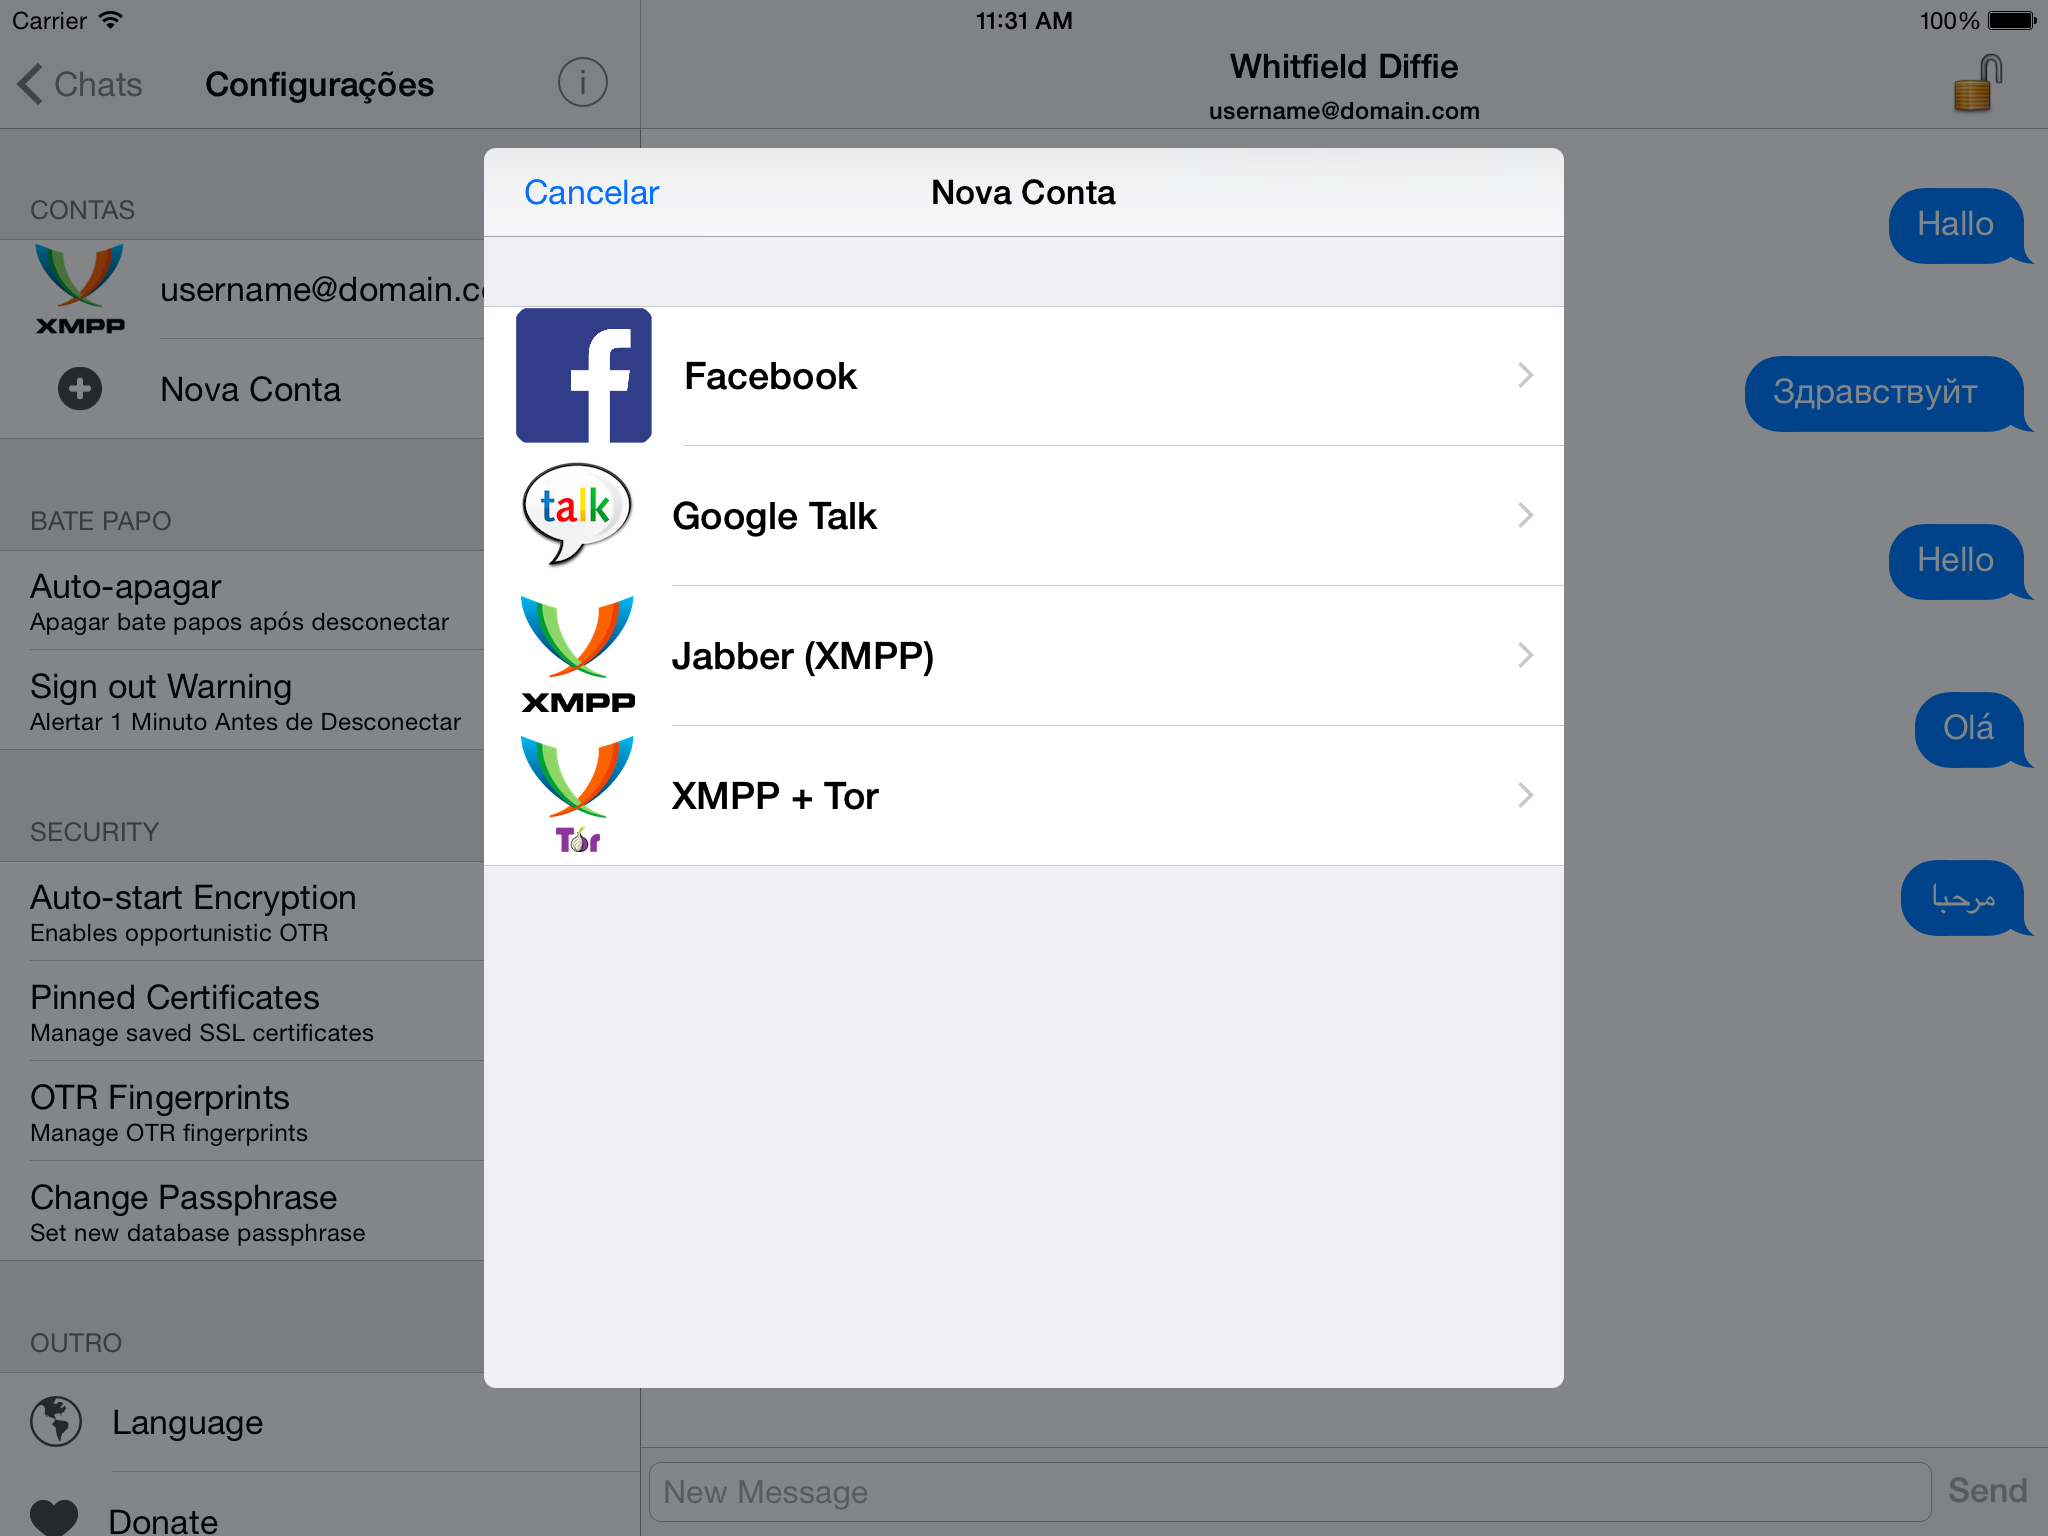 Carrier
11:31 AM
100%
Chats
Configurações
Whitfield Diffie
username@domain.com
CONTAS
XMPP
username@domain.c
Nova Conta
BATE PAPO
Auto-apagar
Apagar bate papos após desconectar
Sign out Warning
Alertar 1 Minuto Antes de Desconectar
SECURITY
Auto-start Encryption
Enables opportunistic OTR
Pinned Certificates
Manage saved SSL certificates
OTR Fingerprints
Manage OTR fingerprints
Change Passphrase
Set new database passphrase
OUTRO
Language
Donate
Cancelar
Nova Conta
Facebook
talk
Google Talk
XMPP
Jabber (XMPP)
Tor
XMPP + Tor
Hallo
Здравствуйт
Hello
Olá
مرحبا
New Message
Send